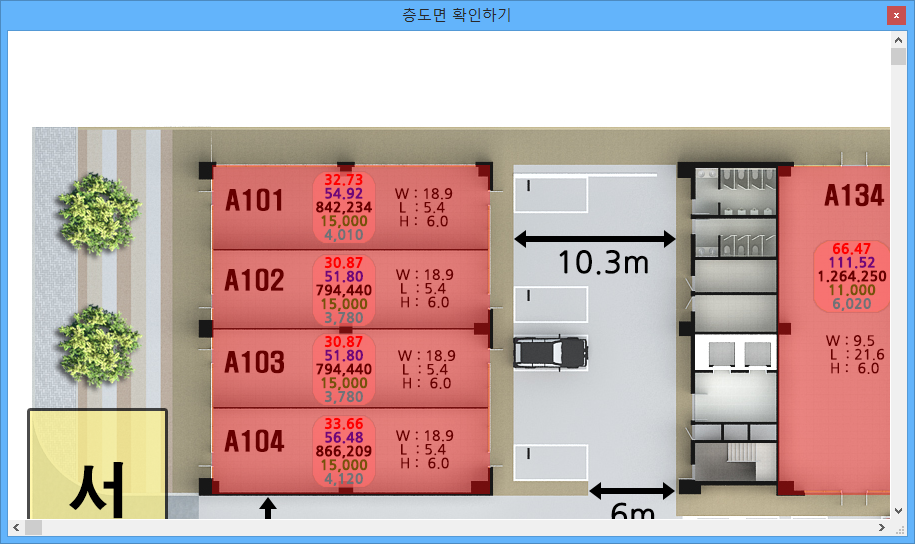 층도면 확인하기
x
A101
32.73
54.92
842,234
15,000
4,010
W : 18.9
L : 5.4
H : 6.0
A102
30.87
51.80
794,440
15,000
3,780
W : 18.9
L : 5.4
H : 6.0
A103
30.87
51.80
794,440
15,000
3,780
W : 18.9
L : 5.4
H : 6.0
A104
33.66
56.48
866,209
15,000
4,120
W : 18.9
L : 5.4
H : 6.0
10.3m
6m
A134
66.47
111.52
1,264,250
11,000
6,020
W : 9.5
L : 21.6
H : 6.0
서